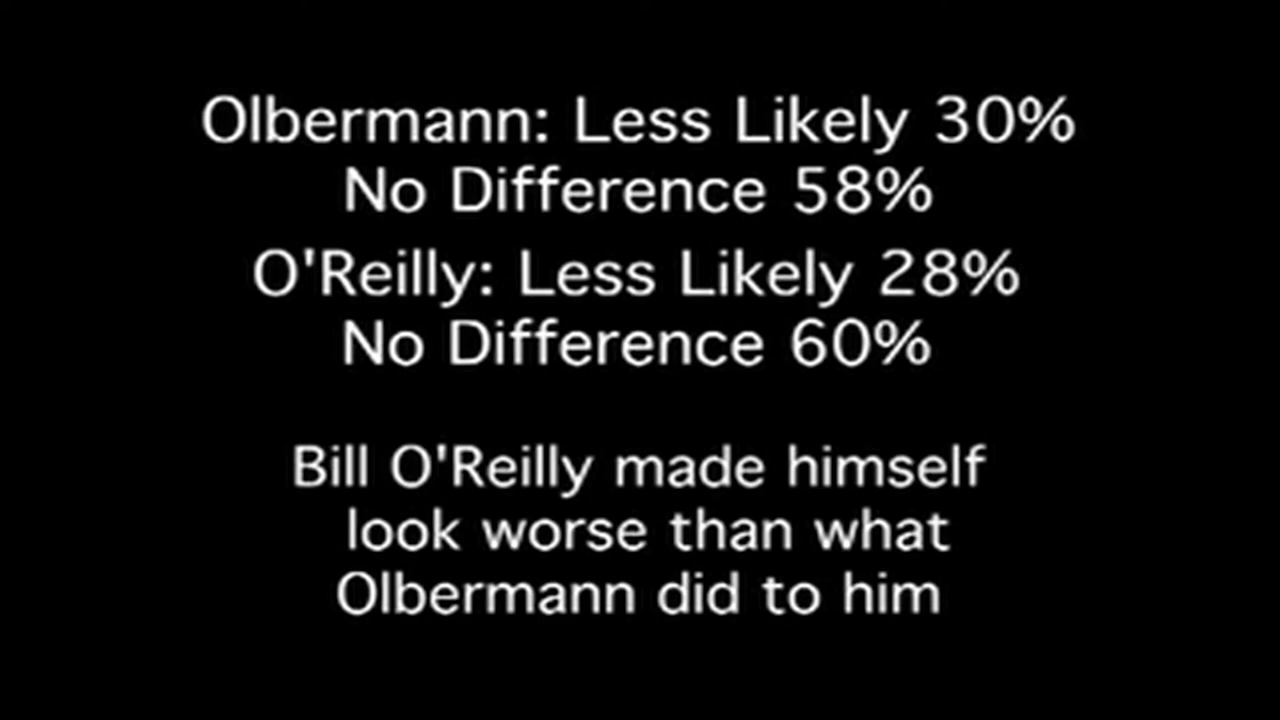 Olbermann: Less Likely 30%
No Difference 58%
O'Reilly: Less Likely 28%
No Difference 60%
Bill O'Reilly made himself
look worse than what
Olbermann did to him